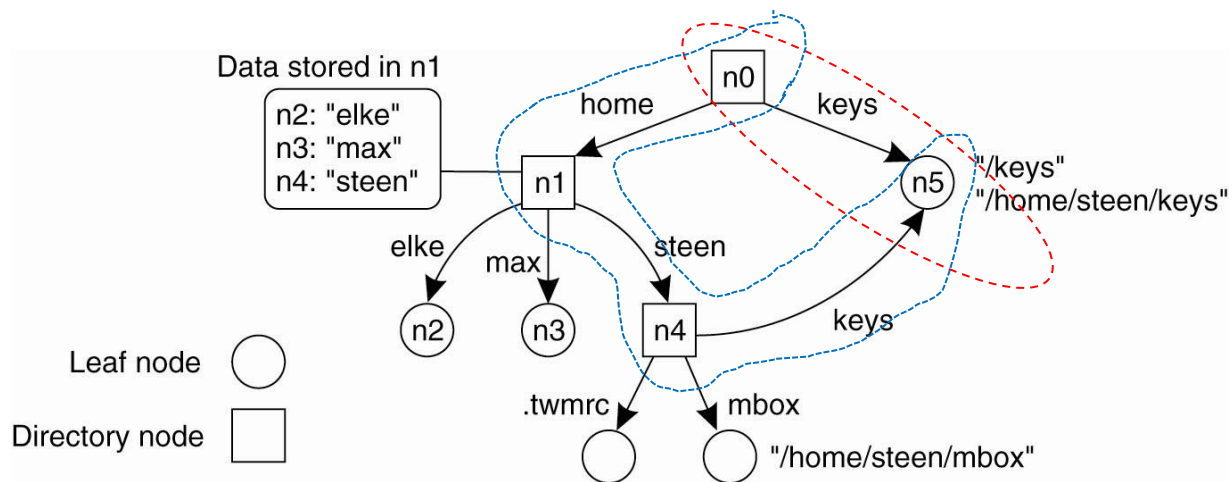 n0
Data stored in n1
home
keys
n2: "elke"
n3: "max"
n4: "steen"
n1
n5
"/keys"
"/home/steen/keys"
elke
max
steen
n2
n3
n4
keys
Leaf node
.twmrc
mbox
Directory node
"/home/steen/mbox"